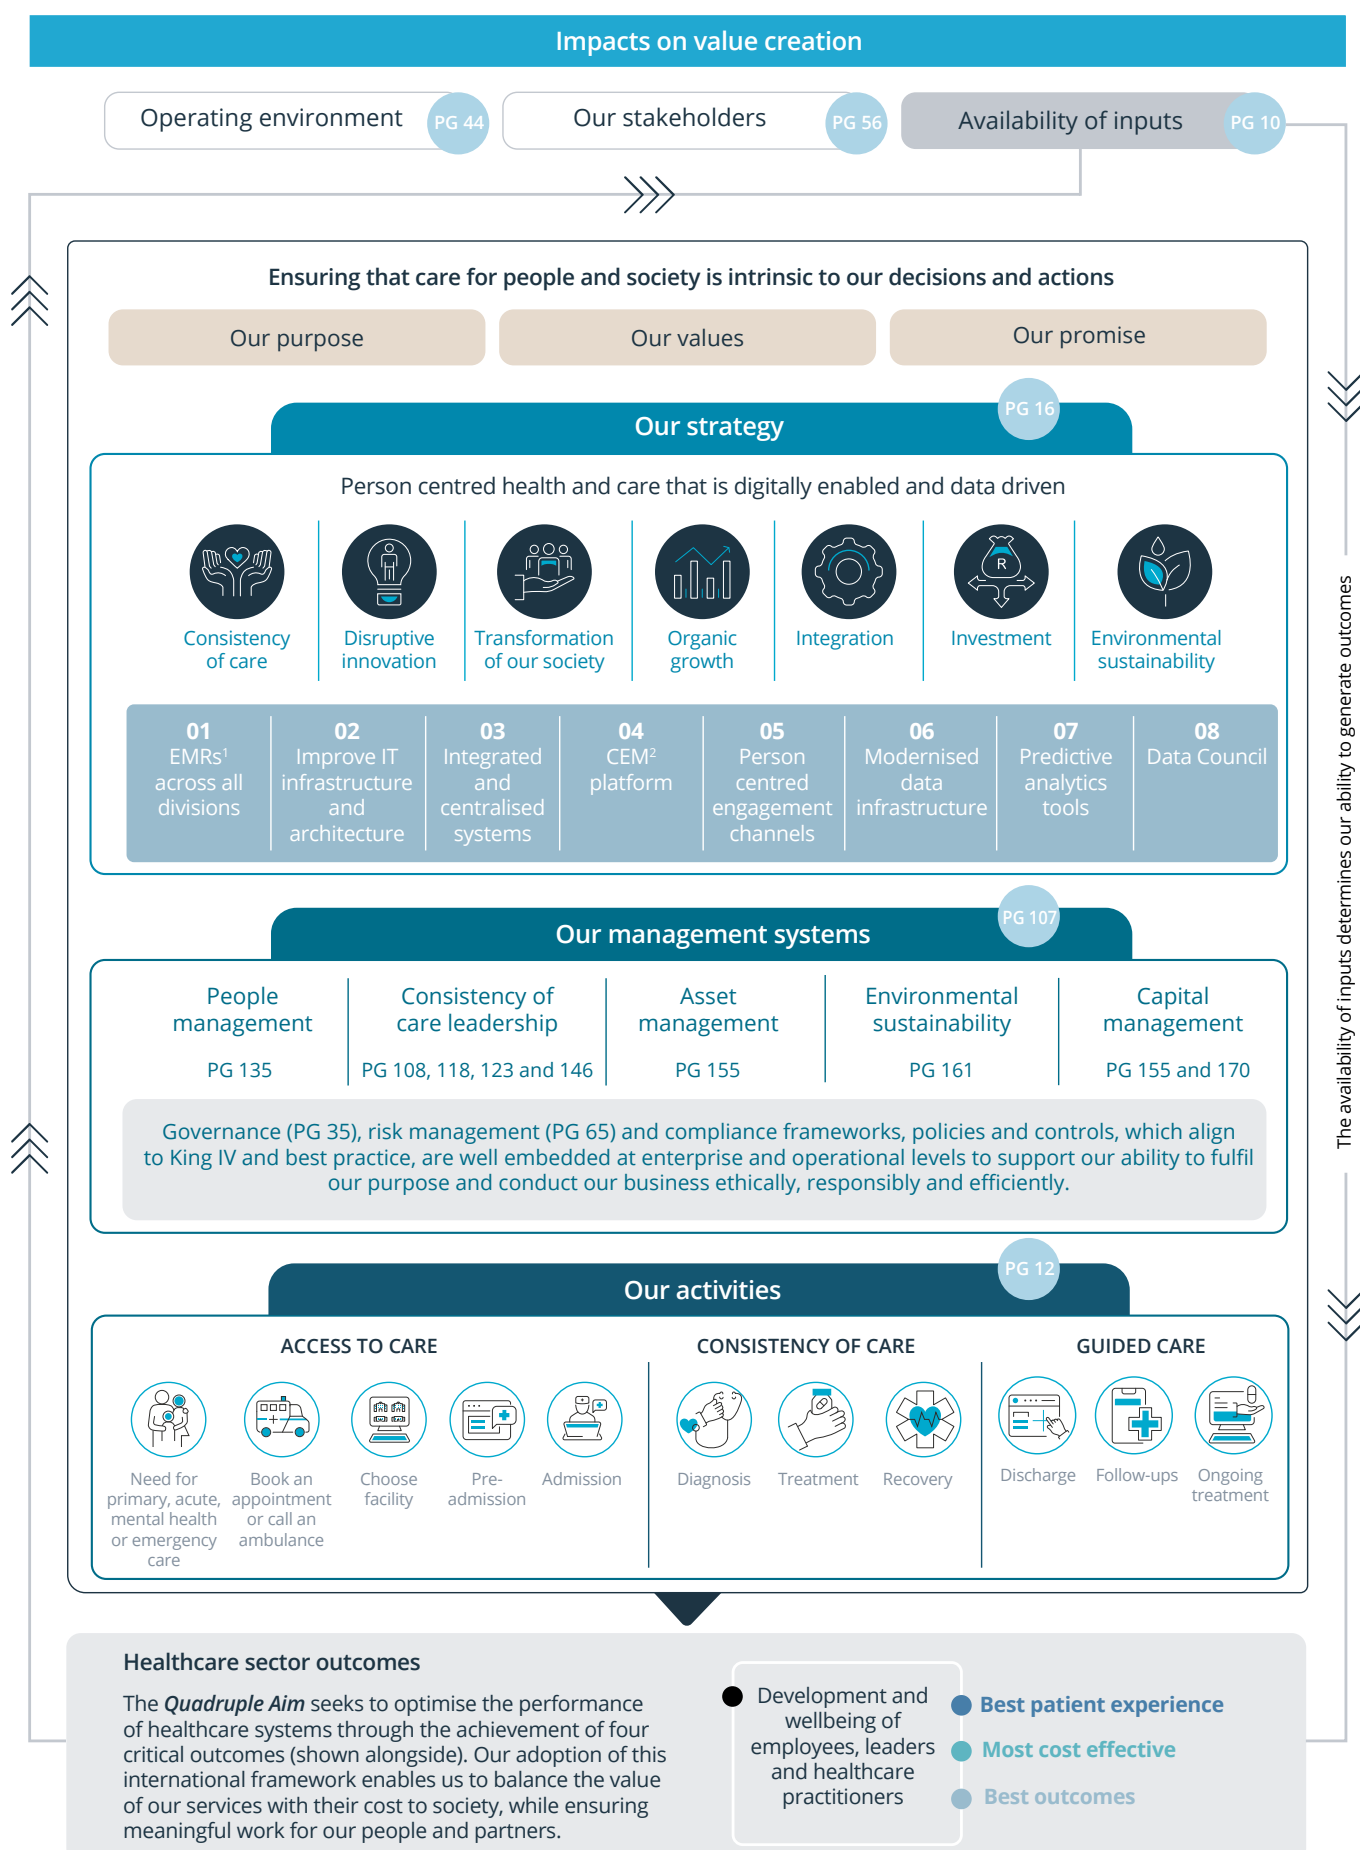 Impacts on value creation
Operating environment
PG 44
Our stakeholders
PG 56
Availability of inputs
PG 10
Ensuring that care for people and society is intrinsic to our decisions and actions
Our purpose
Our values
Our promise
Our strategy
PG 16
Person centred health and care that is digitally enabled and data driven
R
Consistency
of care
Disruptive
innovation
Transformation
of our society
Organic
growth
Integration
Investment
Environmental
sustainability
01
EMRs¹
across all
divisions
02
Improve IT
infrastructure
and
architecture
03
Integrated
and
centralised
systems
04
CEM²
platform
05
Person
centred
engagement
channels
06
Modernised
data
infrastructure
07
Predictive
analytics
tools
08
Data Council
The availability of inputs determines our ability to generate outcomes
Our management systems
PG 107
People
management
PG 135
Consistency of
care leadership
PG 108, 118, 123 and 146
Asset
management
PG 155
Environmental
sustainability
PG 161
Capital
management
PG 155 and 170
Governance (PG 35), risk management (PG 65) and compliance frameworks, policies and controls, which align
to King IV and best practice, are well embedded at enterprise and operational levels to support our ability to fulfil
our purpose and conduct our business ethically, responsibly and efficiently.
Our activities
PG 12
ACCESS TO CARE
Need for
primary, acute,
mental health
or emergency
care
Book an
appointment
or call an
ambulance
Choose
facility
Pre-
admission
Admission
CONSISTENCY OF CARE
Diagnosis
Treatment
Recovery
GUIDED CARE
Discharge
Follow-ups
Ongoing
treatment
Healthcare sector outcomes
The Quadruple Aim seeks to optimise the performance
of healthcare systems through the achievement of four
critical outcomes (shown alongside). Our adoption of this
international framework enables us to balance the value
of our services with their cost to society, while ensuring
meaningful work for our people and partners.
Development and
wellbeing of
employees, leaders
and healthcare
practitioners
Best patient experience
Most cost effective
Best outcomes